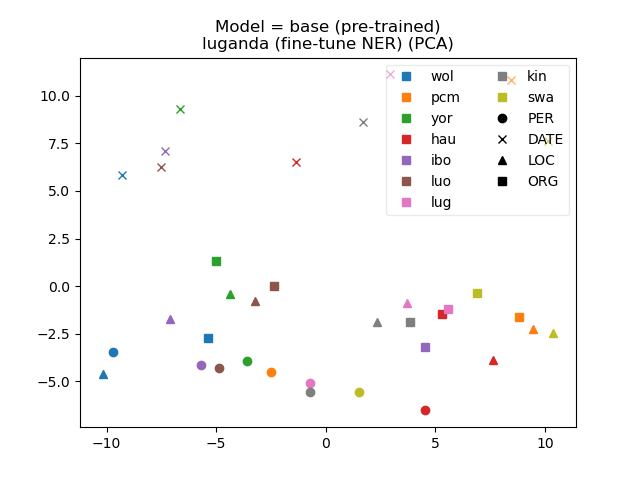 Model = base (pre-trained)
luganda (fine-tune NER) (PCA)
10.0
7.5
5.0
2.5
0.0
−2.5
−5.0
−10
−5
0
5
10
wol
pcm
yor
hau
ibo
luo
lug
kin
swa
PER
DATE
LOC
ORG